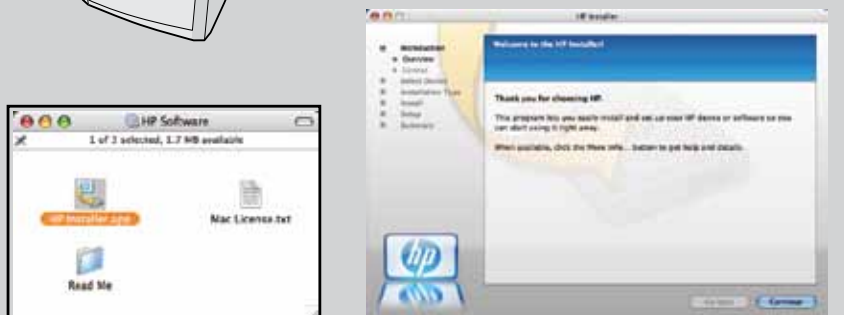 HP Software
1 of 3 selected, 1.7 MB available
HP Installer.app
Mac License.txt
Read Me
HP Installer
Introduction
Overview
Select Device
Installation Type
Install
Setup
Summary
Welcome to the HP Installer!
Thank you for choosing HP.
This program lets you easily install and set up your HP device or software so you
can start using it right away.
When available, click the More Info... button to get help and details.
hp
Continue